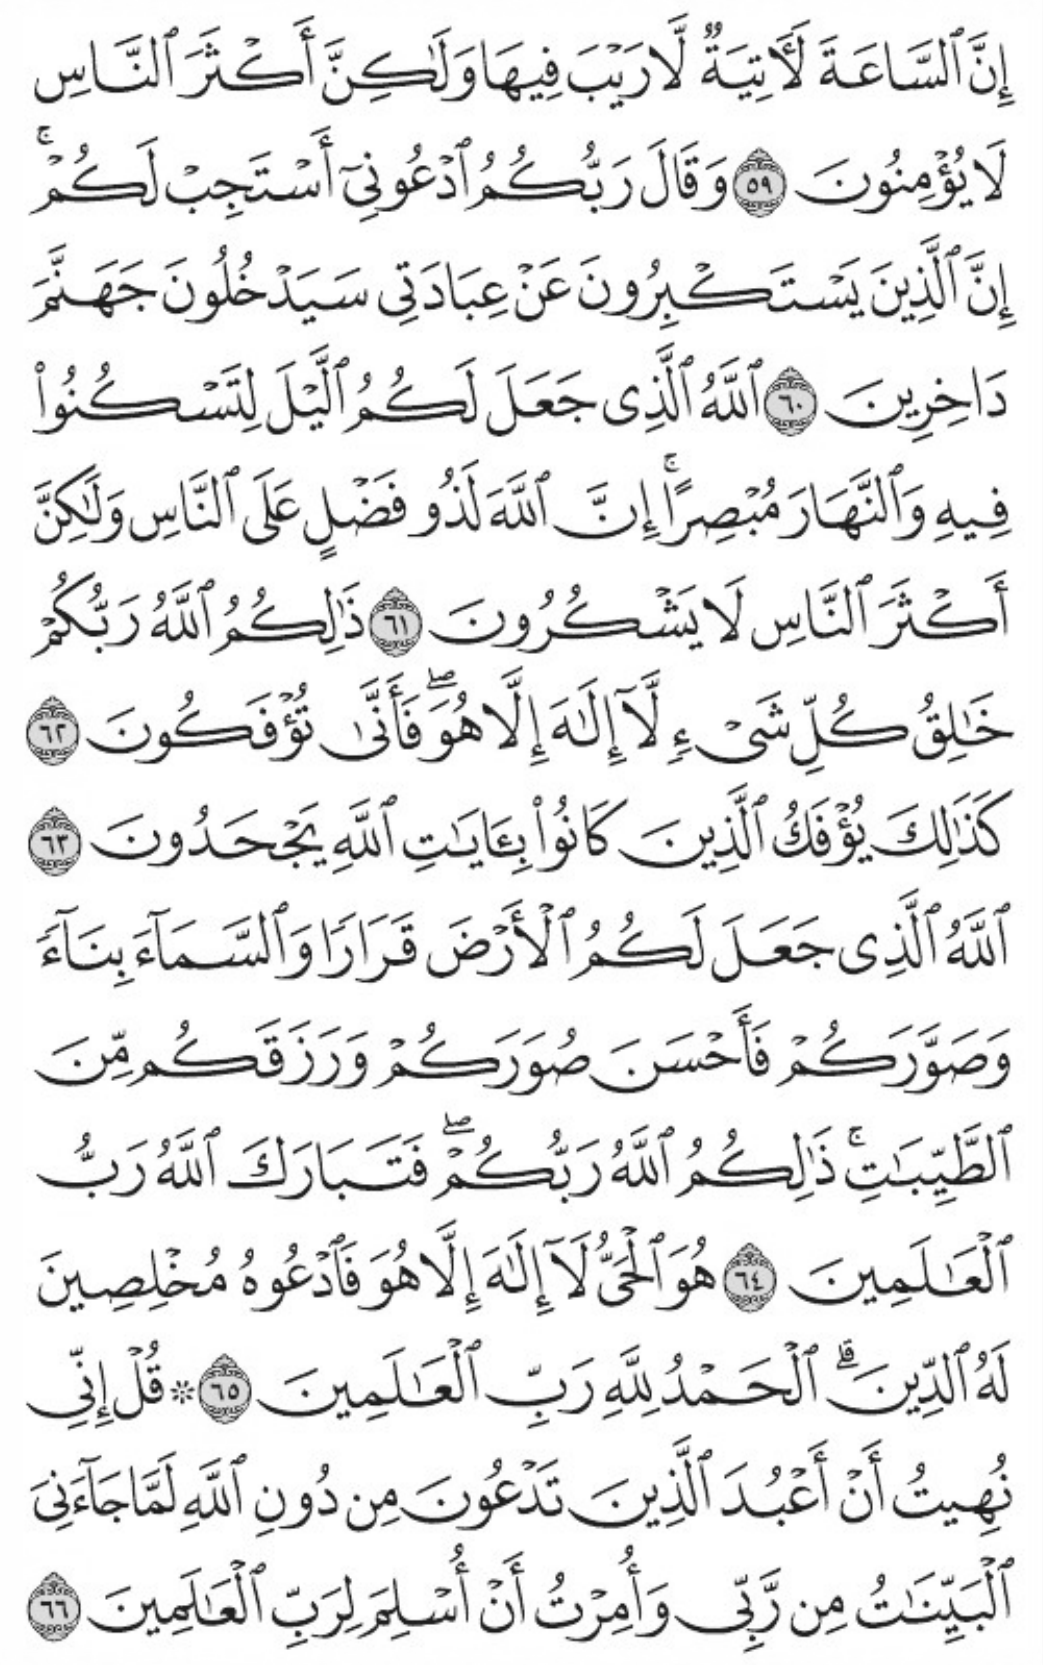 إِنَّ ٱلسَّاعَةَ لَأٓتِيَةٌ لَّا رَيۡبَ فِيهَا وَلَٰكِنَّ أَكۡثَرَ ٱلنَّاسِ
لَا يُؤۡمِنُونَ ٥٩ وَقَالَ رَبُّكُمُ ٱدۡعُونِيٓ أَسۡتَجِبۡ لَكُمۡۚ
إِنَّ ٱلَّذِينَ يَسۡتَكۡبِرُونَ عَنۡ عِبَادَتِي سَيَدۡخُلُونَ جَهَنَّمَ
دَاخِرِينَ ٦٠ ٱللَّهُ ٱلَّذِي جَعَلَ لَكُمُ ٱلَّيۡلَ لِتَسۡكُنُواْ
فِيهِ وَٱلنَّهَارَ مُبۡصِرًاۚ إِنَّ ٱللَّهَ لَذُو فَضۡلٍ عَلَى ٱلنَّاسِ وَلَٰكِنَّ
أَكۡثَرَ ٱلنَّاسِ لَا يَشۡكُرُونَ ٦١ ذَٰلِكُمُ ٱللَّهُ رَبُّكُمۡ
خَٰلِقُ كُلِّ شَيۡءٍ لَّآ إِلَٰهَ إِلَّا هُوَۖ فَأَنَّىٰ تُؤۡفَكُونَ ٦٢
كَذَٰلِكَ يُؤۡفَكُ ٱلَّذِينَ كَانُواْ بِـَٔايَٰتِ ٱللَّهِ يَجۡحَدُونَ ٦٣
ٱللَّهُ ٱلَّذِي جَعَلَ لَكُمُ ٱلۡأَرۡضَ قَرَارًا وَٱلسَّمَآءَ بِنَآءً
وَصَوَّرَكُمۡ فَأَحۡسَنَ صُوَرَكُمۡ وَرَزَقَكُم مِّنَ
ٱلطَّيِّبَٰتِۚ ذَٰلِكُمُ ٱللَّهُ رَبُّكُمۡۖ فَتَبَارَكَ ٱللَّهُ رَبُّ
ٱلۡعَٰلَمِينَ ٦٤ هُوَ ٱلۡحَيُّ لَآ إِلَٰهَ إِلَّا هُوَ فَٱدۡعُوهُ مُخۡلِصِينَ
لَهُ ٱلدِّينَۗ ٱلۡحَمۡدُ لِلَّهِ رَبِّ ٱلۡعَٰلَمِينَ ٦٥ ۞ قُلۡ إِنِّي
نُهِيتُ أَنۡ أَعۡبُدَ ٱلَّذِينَ تَدۡعُونَ مِن دُونِ ٱللَّهِ لَمَّا جَآءَنِيَ
ٱلۡبَيِّنَٰتُ مِن رَّبِّي وَأُمِرۡتُ أَنۡ أُسۡلِمَ لِرَبِّ ٱلۡعَٰلَمِينَ ٦٦